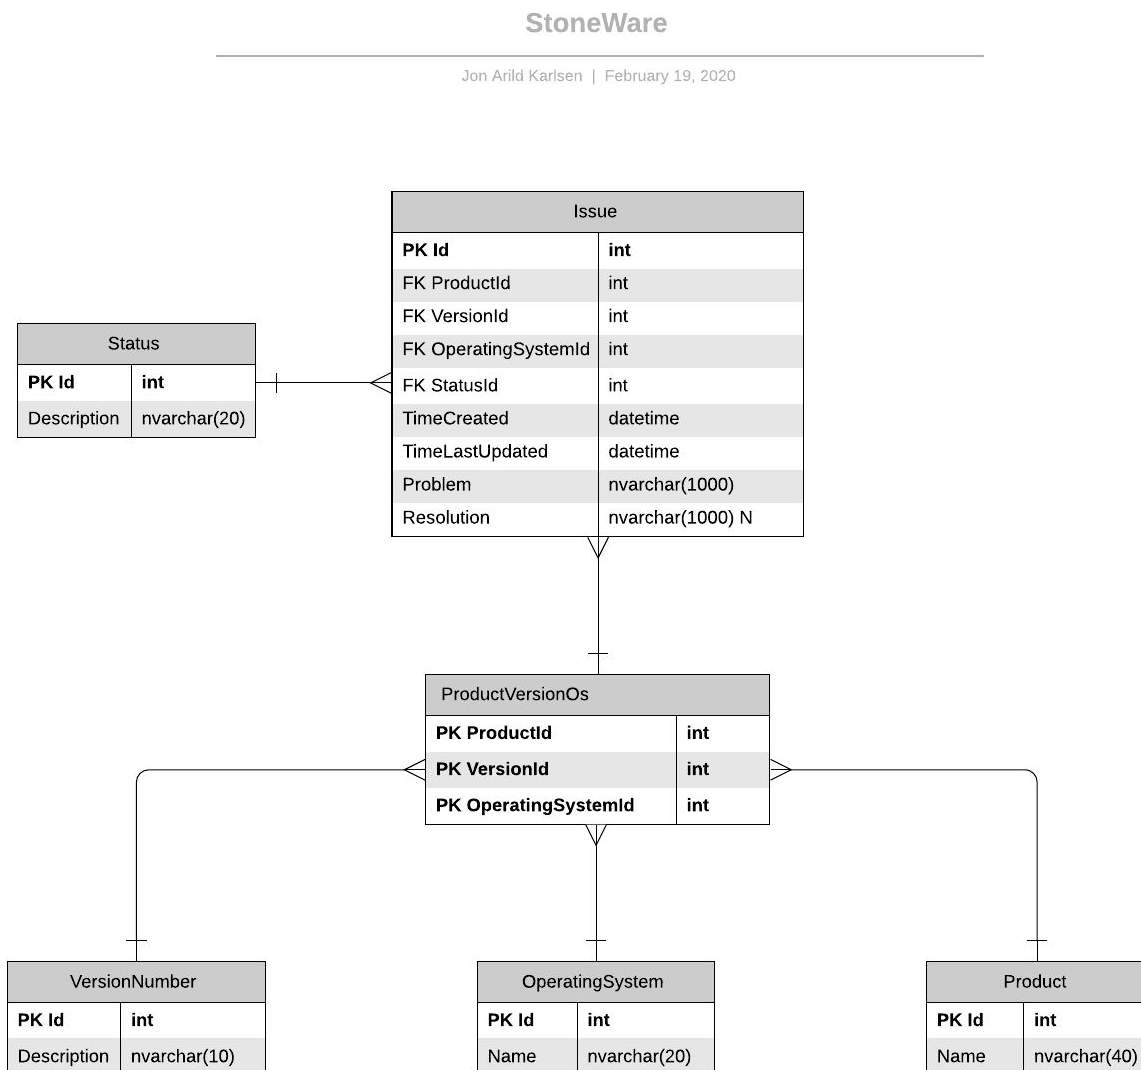 StoneWare
Jon Arild Karlsen | February 19, 2020
Issue
PK Id int
FK ProductId int
FK VersionId int
FK OperatingSystemId int
FK StatusId int
TimeCreated datetime
TimeLastUpdated datetime
Problem nvarchar(1000)
Resolution nvarchar(1000) N
Status
PK Id int
Description nvarchar(20)
ProductVersionOs
PK ProductId int
PK VersionId int
PK OperatingSystemId int
VersionNumber
PK Id int
Description nvarchar(10)
OperatingSystem
PK Id int
Name nvarchar(20)
Product
PK Id int
Name nvarchar(40)